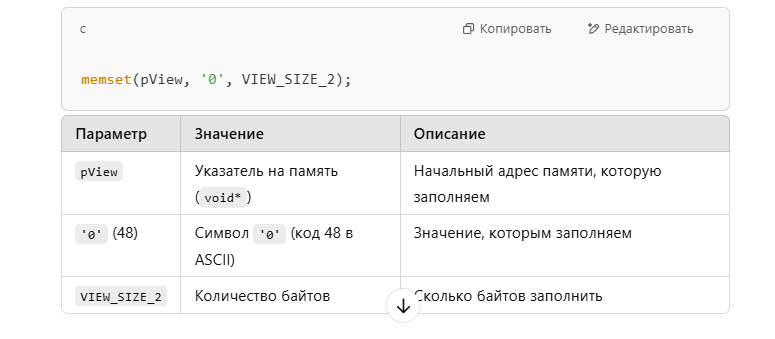 c Копировать Редактировать
memset(pView, '0', VIEW_SIZE_2);
Параметр Значение Описание
pView Указатель на память Начальный адрес памяти, которую
(void*) заполняем
'0' (48) Символ '0' (код 48 в Значение, которым заполняем
ASCII)
VIEW_SIZE_2 Количество байтов Сколько байтов заполнить